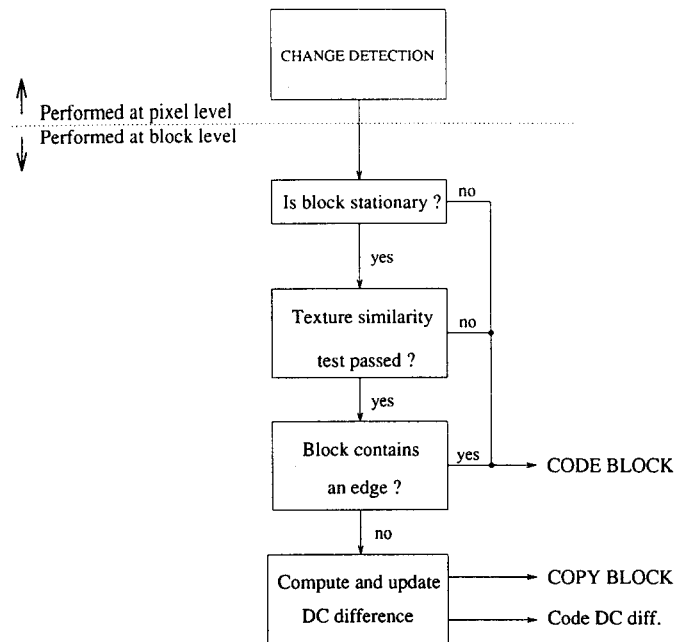 CHANGE DETECTION
Performed at pixel level
Performed at block level
Is block stationary ?
no
yes
Texture similarity
test passed ?
no
yes
Block contains
an edge ?
yes
CODE BLOCK
no
Compute and update
DC difference
COPY BLOCK
Code DC diff.